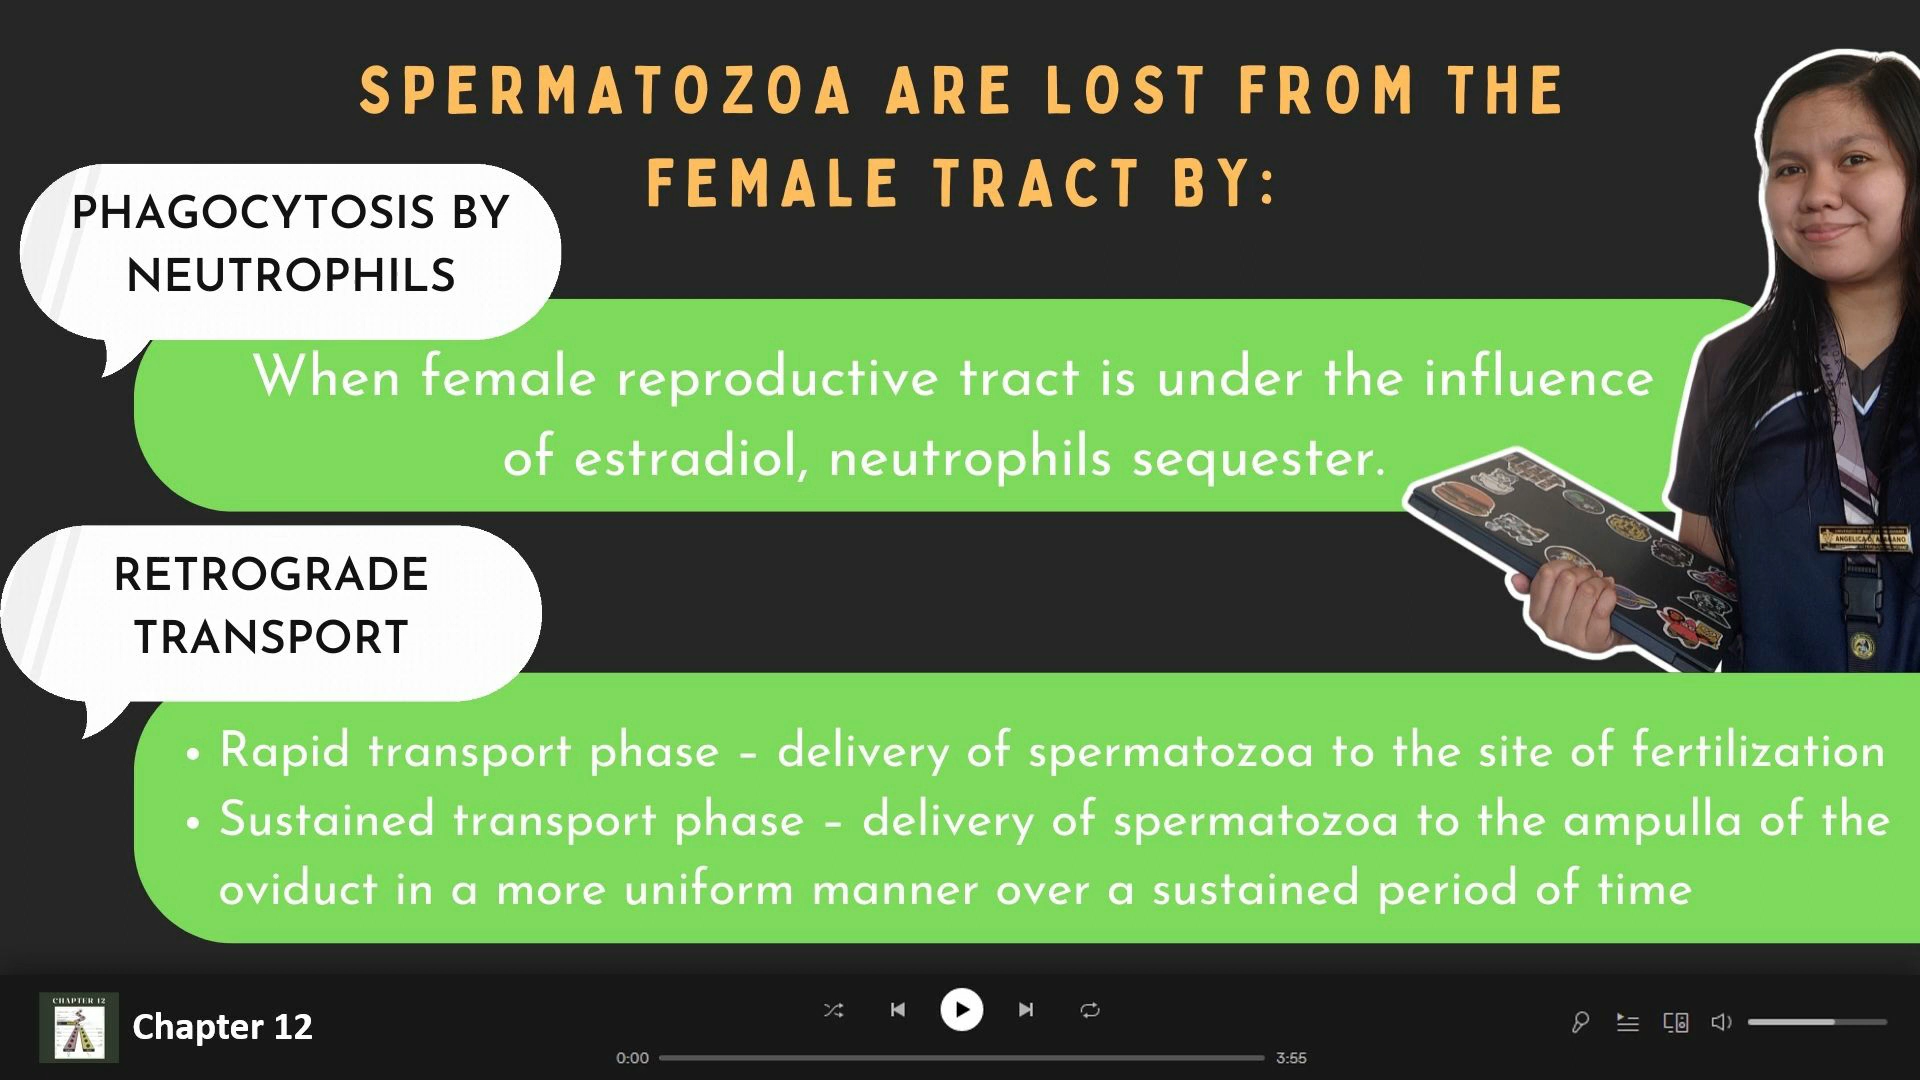 SPERMATOZOA ARE LOST FROM THE
FEMALE TRACT BY:
PHAGOCYTOSIS BY
NEUTROPHILS
When female reproductive tract is under the influence
of estradiol, neutrophils sequester.
RETROGRADE
TRANSPORT
• Rapid transport phase – delivery of spermatozoa to the site of fertilization
• Sustained transport phase – delivery of spermatozoa to the ampulla of the
oviduct in a more uniform manner over a sustained period of time
ANGELICA
CHAPTER 12
Chapter 12
0:00
3:55